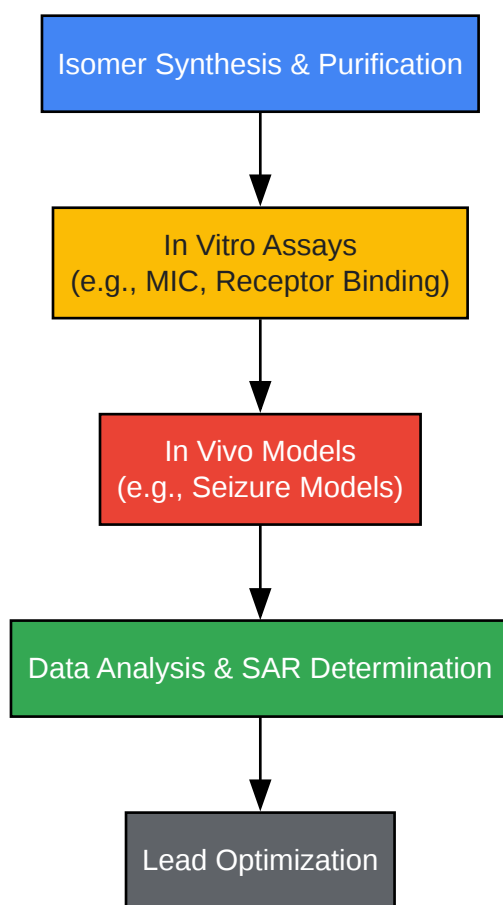 Isomer Synthesis & Purification
In Vitro Assays
(e.g., MIC, Receptor Binding)
In Vivo Models
(e.g., Seizure Models)
Data Analysis & SAR Determination
Lead Optimization